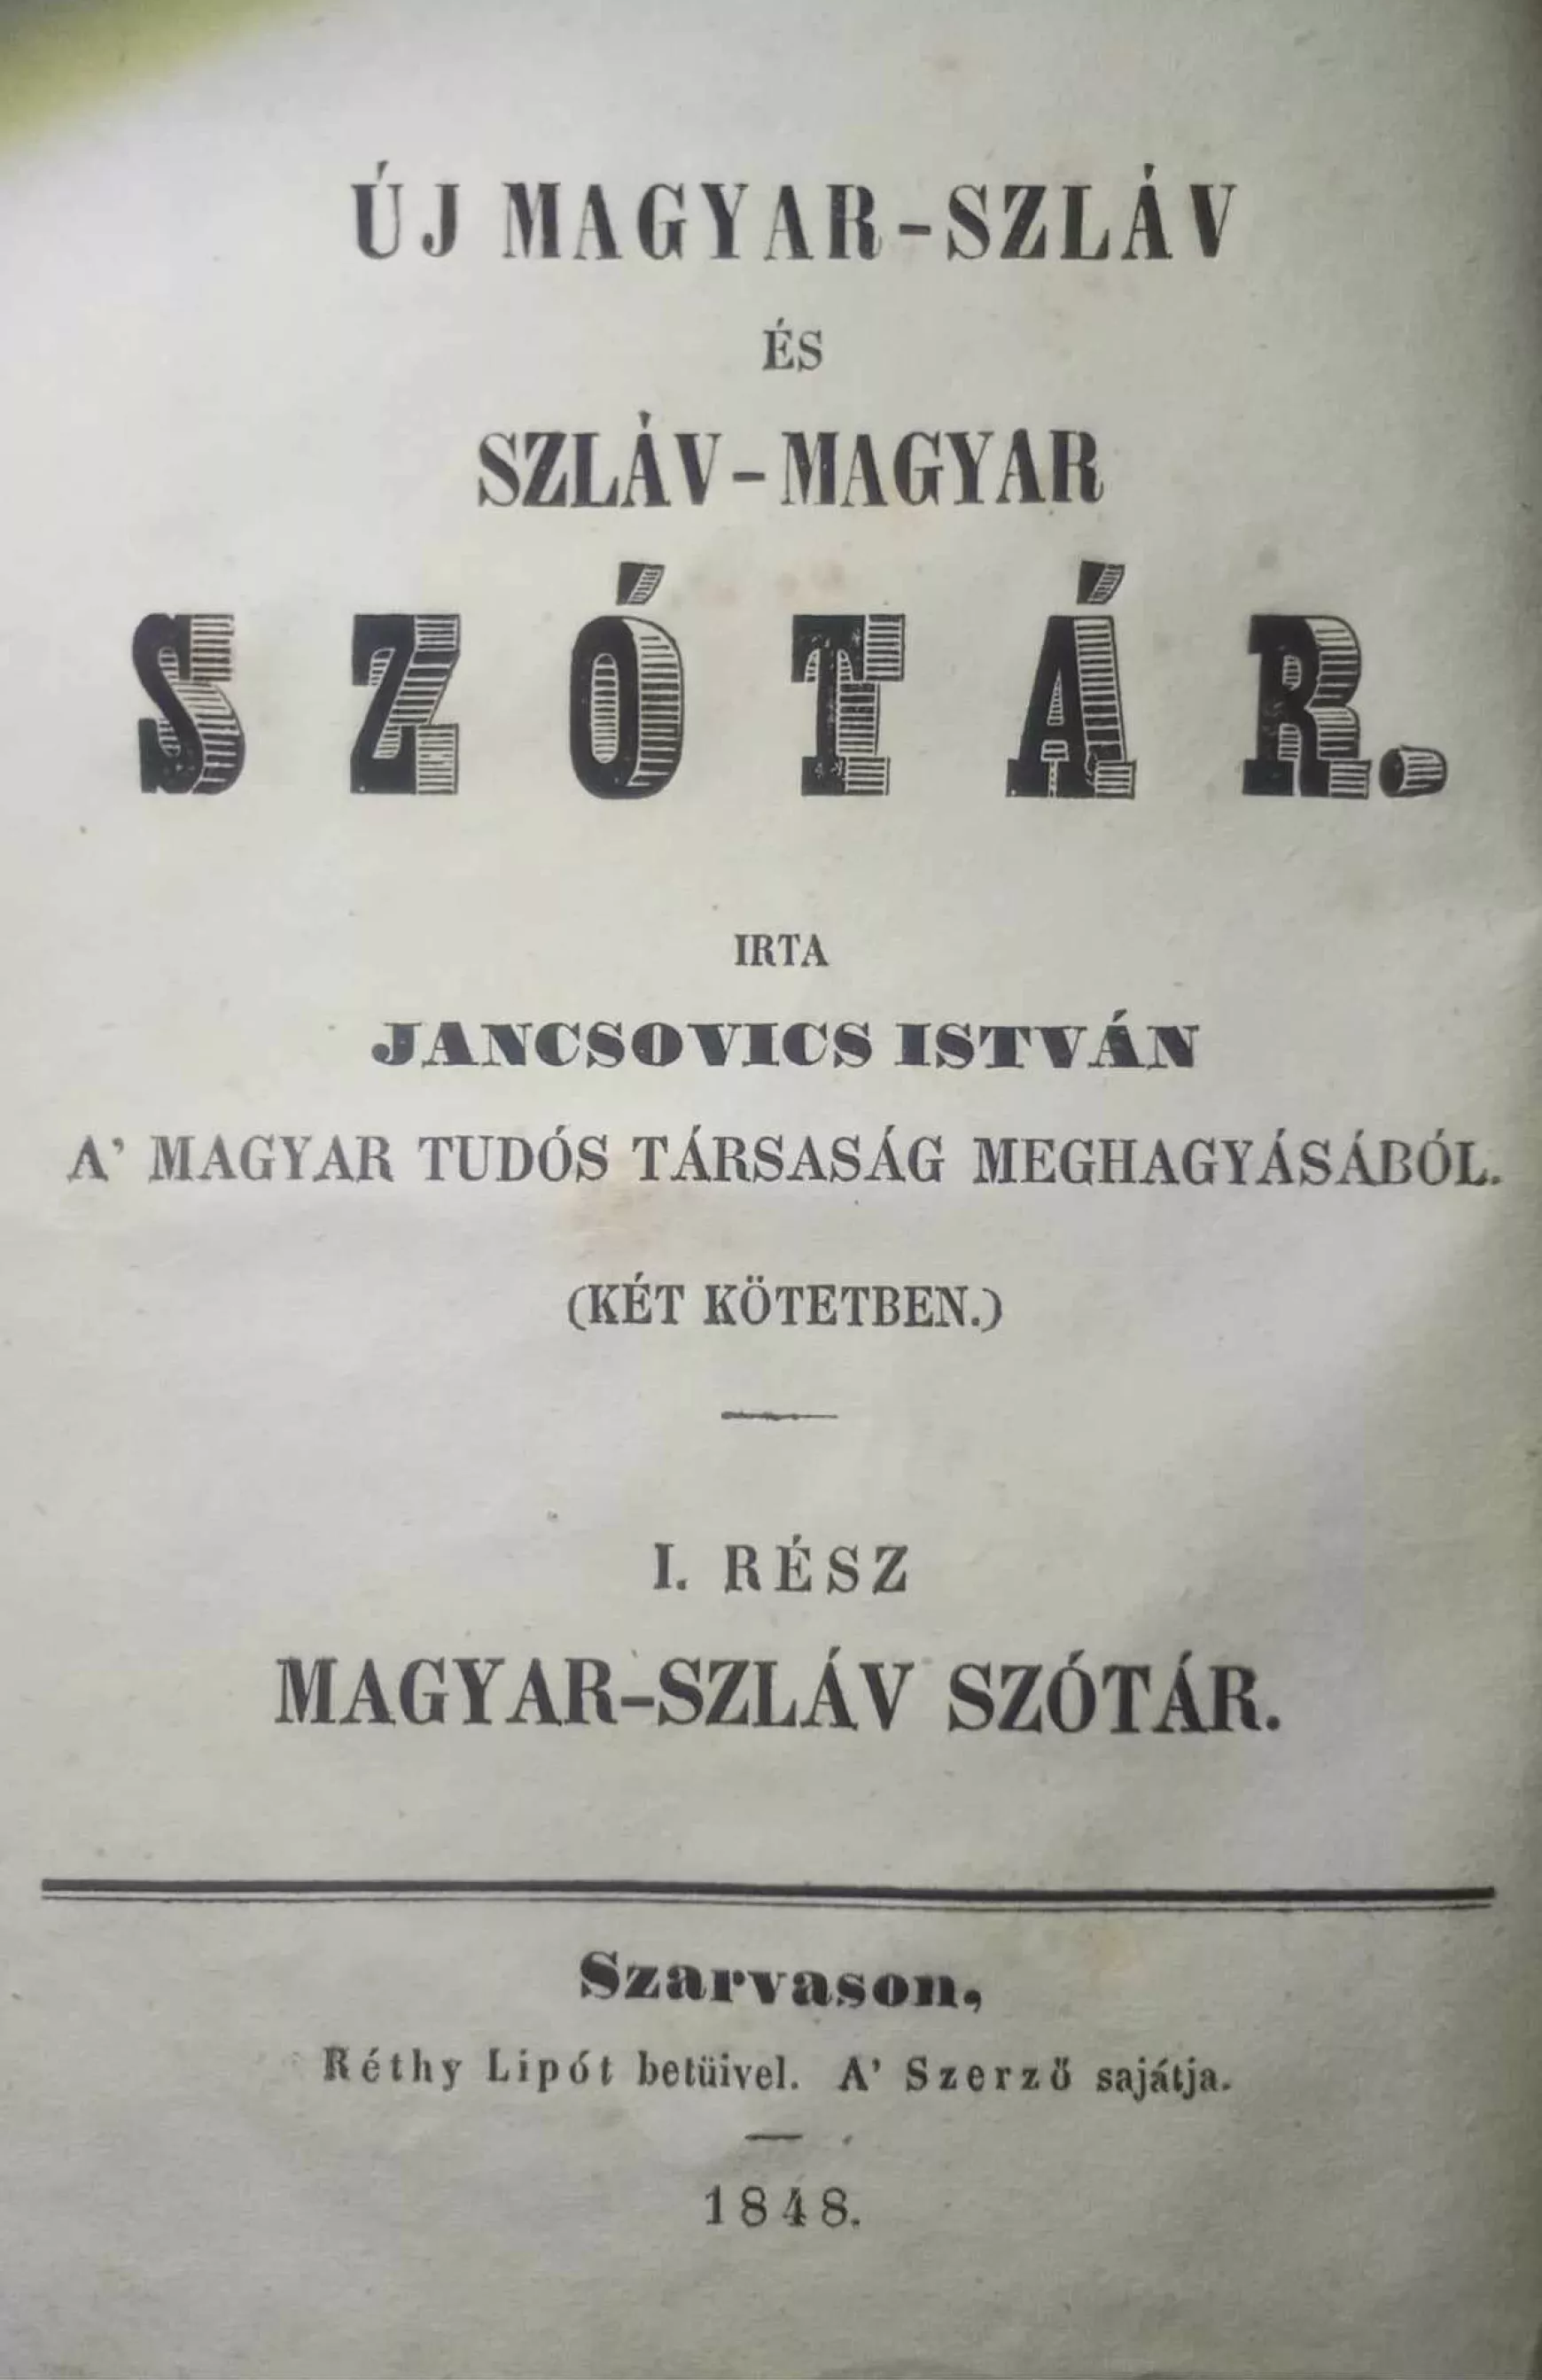 ÚJ MAGYAR-SZLÁV
ÉS
SZLÁV-MAGYAR
SZÓTÁR.
IRTA
JANCSOVICS ISTVÁN
A' MAGYAR TUDÓS TÁRSASÁG MEGHAGYÁSÁBÓL.
(KÉT KÖTETBEN.)
I. RÉSZ
MAGYAR-SZLÁV SZÓTÁR.
Szarvason,
Réthy Lipót betüivel. A' Szerző sajátja.
1848.